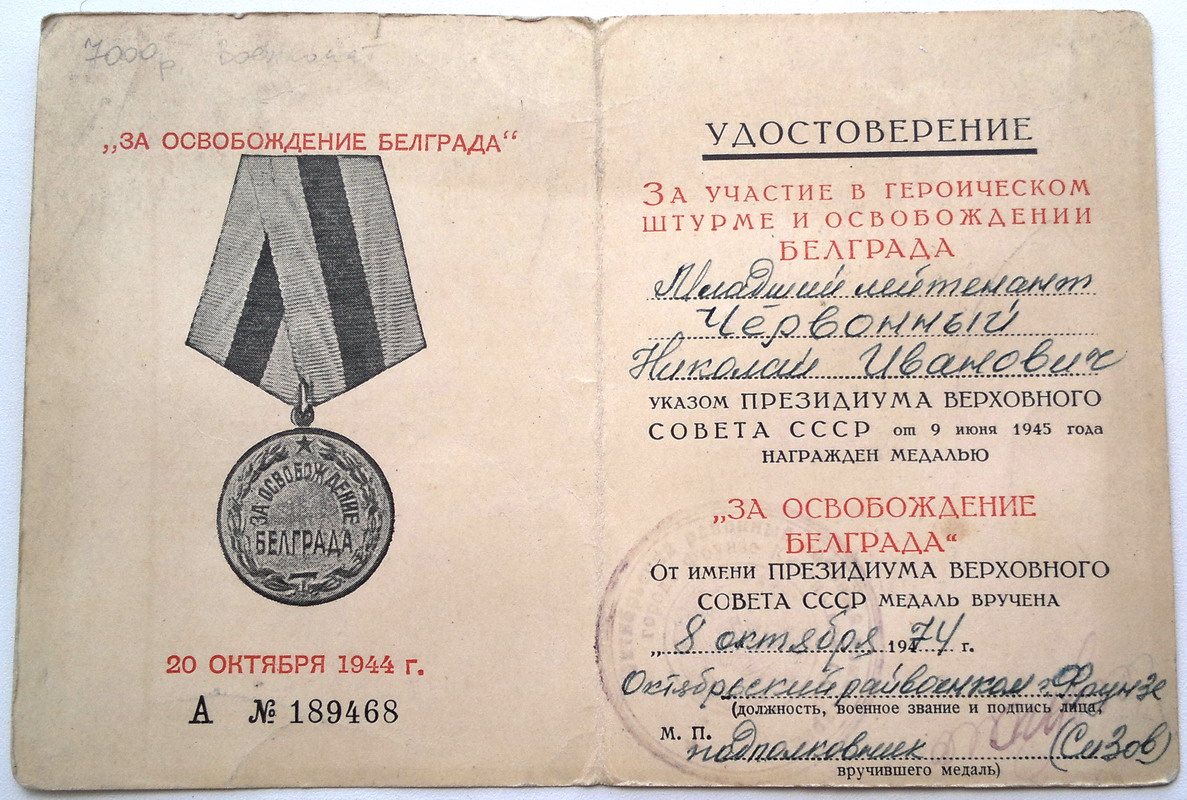 7000 р Военкомат
„ЗА ОСВОБОЖДЕНИЕ БЕЛГРАДА“
ЗА ОСВОБОЖДЕНИЕ
БЕЛГРАДА
20 ОКТЯБРЯ 1944 г.
А № 189468
УДОСТОВЕРЕНИЕ
ЗА УЧАСТИЕ В ГЕРОИЧЕСКОМ
ШТУРМЕ И ОСВОБОЖДЕНИИ
БЕЛГРАДА
Младший лейтенант
Червонный
Николай Иванович
УКАЗОМ ПРЕЗИДИУМА ВЕРХОВНОГО
СОВЕТА СССР от 9 июня 1945 года
НАГРАЖДЕН МЕДАЛЬЮ
„ЗА ОСВОБОЖДЕНИЕ
БЕЛГРАДА“
ОТ ИМЕНИ ПРЕЗИДИУМА ВЕРХОВНОГО
СОВЕТА СССР МЕДАЛЬ ВРУЧЕНА
„8 октября 19474 г.
Октябрьский райвоенком г. Фрунзе
(должность, военное звание и подпись лица,
М. П. подполковник (Сизов)
вручившего медаль)